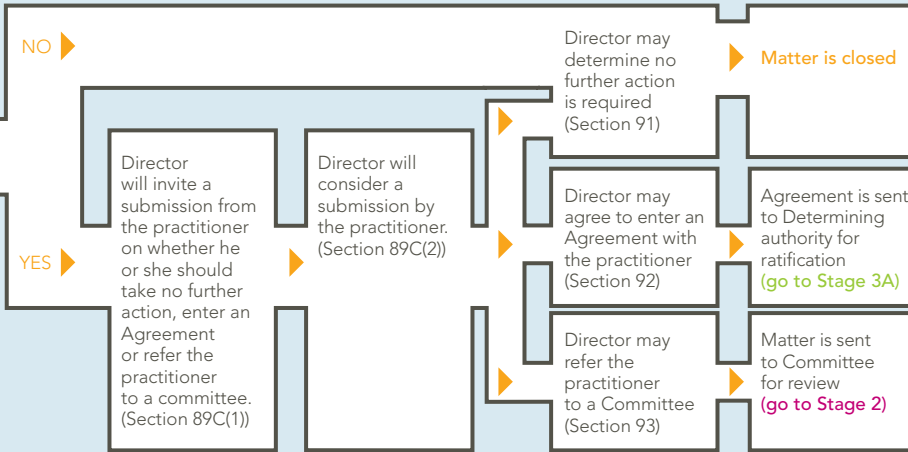 NO
Director may
determine no
further action
is required
(Section 91)
Matter is closed
YES
Director
will invite a
submission from
the practitioner
on whether he
or she should
take no further
action, enter an
Agreement
or refer the
practitioner
to a committee.
(Section 89C(1))
Director will
consider a
submission by
the practitioner.
(Section 89C(2))
Director may
agree to enter an
Agreement with
the practitioner
(Section 92)
Agreement is sent
to Determining
authority for
ratification
(go to Stage 3A)
Director may
refer the
practitioner
to a Committee
(Section 93)
Matter is sent
to Committee
for review
(go to Stage 2)